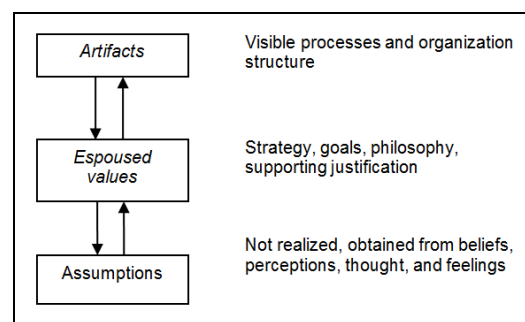 Artifacts
Visible processes and organization
structure
Espoused
values
Strategy, goals, philosophy,
supporting justification
Assumptions
Not realized, obtained from beliefs,
perceptions, thought, and feelings